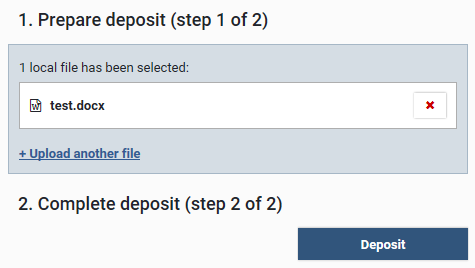 1. Prepare deposit (step 1 of 2)
1 local file has been selected:
test.docx
+ Upload another file
2. Complete deposit (step 2 of 2)
Deposit